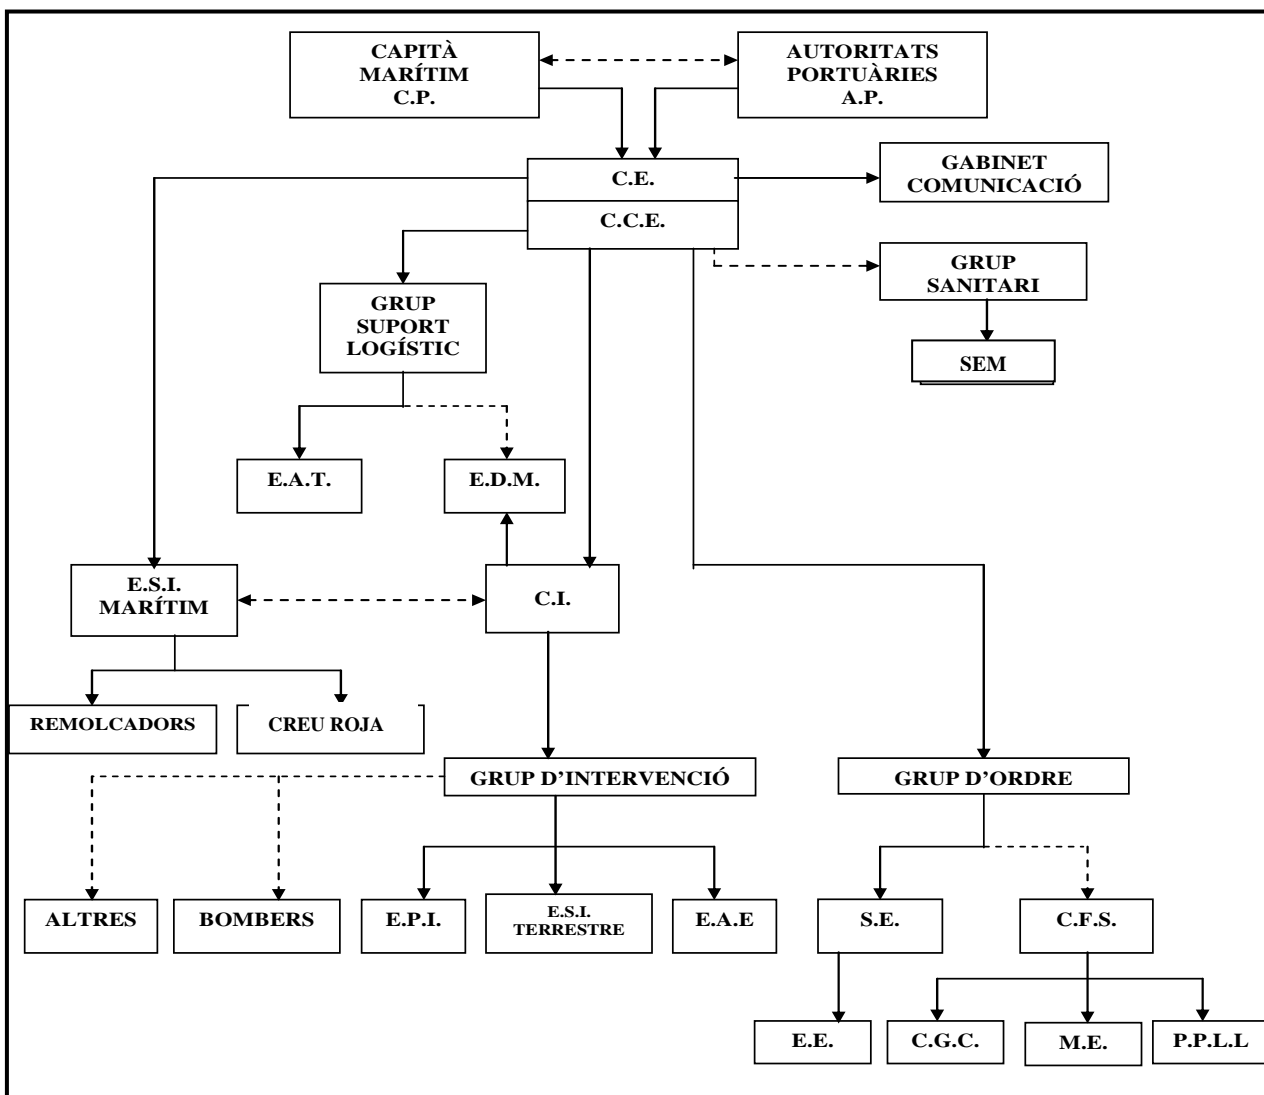 CAPITÀ
MARÍTIM
C.P.
AUTORITATS
PORTUÀRIES
A.P.
C.E.
C.C.E.
GABINET
COMUNICACIÓ
GRUP
SANITARI
SEM
GRUP
SUPORT
LOGÍSTIC
E.A.T.
E.D.M.
E.S.I.
MARÍTIM
C.I.
REMOLCADORS
CREU ROJA
GRUP D'INTERVENCIÓ
GRUP D'ORDRE
ALTRES
BOMBERS
E.P.I.
E.S.I.
TERRESTRE
E.A.E
S.E.
C.F.S.
E.E.
C.G.C.
M.E.
P.P.L.L